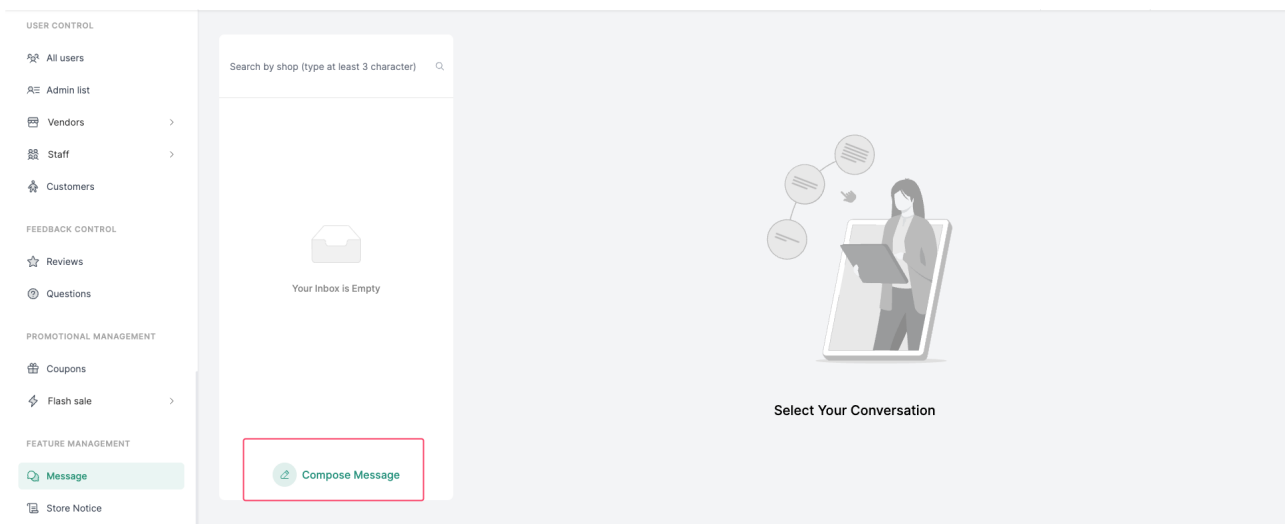 USER CONTROL
All users
Admin list
Vendors
Staff
Customers
FEEDBACK CONTROL
Reviews
Questions
PROMOTIONAL MANAGEMENT
Coupons
Flash sale
FEATURE MANAGEMENT
Message
Store Notice
Search by shop (type at least 3 character)
Your Inbox is Empty
Compose Message
Select Your Conversation